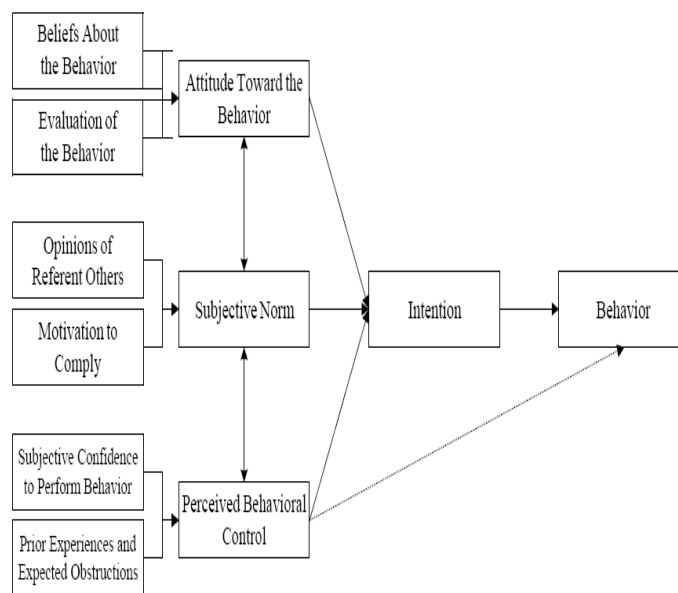 Beliefs About
the Behavior
Evaluation of
the Behavior
Attitude Toward the
Behavior
Opinions of
Referent Others
Motivation to
Comply
Subjective Norm
Intention
Behavior
Subjective Confidence
to Perform Behavior
Prior Experiences and
Expected Obstructions
Perceived Behavioral
Control